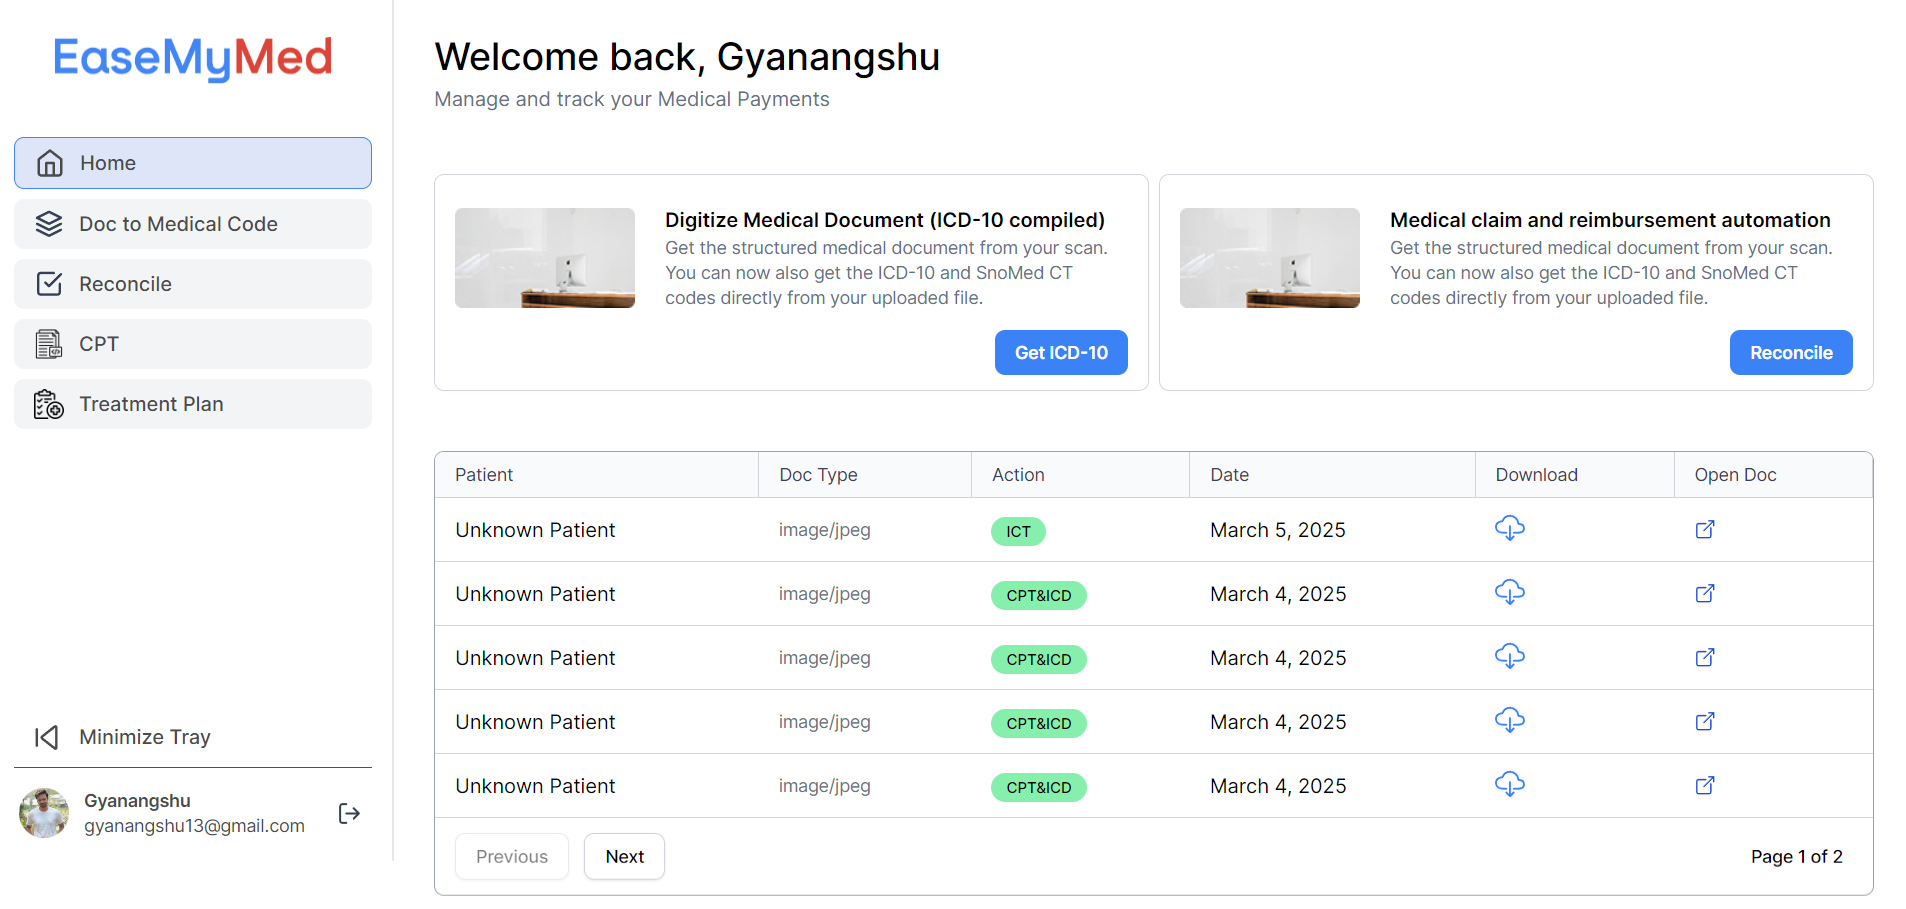 EaseMyMed
Home
Doc to Medical Code
Reconcile
CPT
Treatment Plan
Minimize Tray
Gyanangshu
gyanangshu13@gmail.com
Welcome back, Gyanangshu
Manage and track your Medical Payments
Digitize Medical Document (ICD-10 compiled)
Get the structured medical document from your scan.
You can now also get the ICD-10 and SnoMed CT
codes directly from your uploaded file.
Get ICD-10
Medical claim and reimbursement automation
Get the structured medical document from your scan.
You can now also get the ICD-10 and SnoMed CT
codes directly from your uploaded file.
Reconcile
Patient Doc Type Action Date Download Open Doc
Unknown Patient image/jpeg ICT March 5, 2025
Unknown Patient image/jpeg CPT&ICD March 4, 2025
Unknown Patient image/jpeg CPT&ICD March 4, 2025
Unknown Patient image/jpeg CPT&ICD March 4, 2025
Unknown Patient image/jpeg CPT&ICD March 4, 2025
Previous Next Page 1 of 2